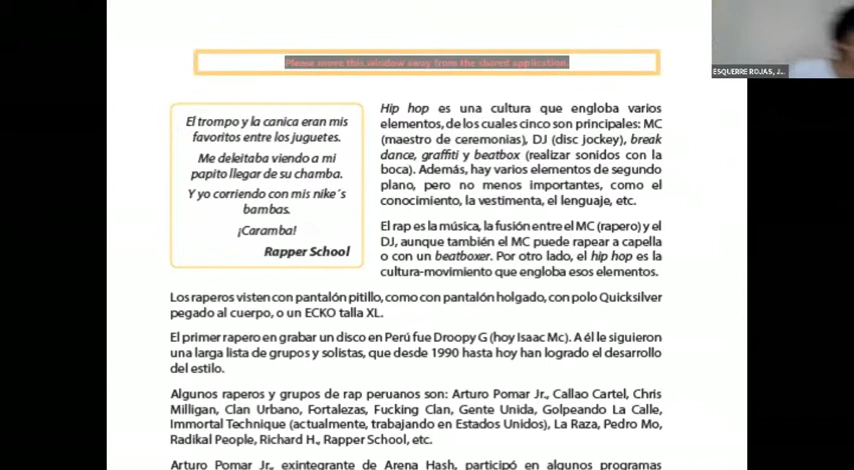 Please move this window away from the shared application.
ESQUERRE ROJAS, J...
El trompo y la canica eran mis
favoritos entre los juguetes.
Me deleitaba viendo a mi
papito llegar de su chamba.
Y yo corriendo con mis nike´s
bambas.
¡Caramba!
Rapper School
Hip hop es una cultura que engloba varios
elementos, de los cuales cinco son principales: MC
(maestro de ceremonias), DJ (disc jockey), break
dance, graffiti y beatbox (realizar sonidos con la
boca). Además, hay varios elementos de segundo
plano, pero no menos importantes, como el
conocimiento, la vestimenta, el lenguaje, etc.
El rap es la música, la fusión entre el MC (rapero) y el
DJ, aunque también el MC puede rapear a capella
o con un beatboxer. Por otro lado, el hip hop es la
cultura-movimiento que engloba esos elementos.
Los raperos visten con pantalón pitillo, como con pantalón holgado, con polo Quicksilver
pegado al cuerpo, o un ECKO talla XL.
El primer rapero en grabar un disco en Perú fue Droopy G (hoy Isaac Mc). A él le siguieron
una larga lista de grupos y solistas, que desde 1990 hasta hoy han logrado el desarrollo
del estilo.
Algunos raperos y grupos de rap peruanos son: Arturo Pomar Jr., Callao Cartel, Chris
Milligan, Clan Urbano, Fortalezas, Fucking Clan, Gente Unida, Golpeando La Calle,
Immortal Technique (actualmente, trabajando en Estados Unidos), La Raza, Pedro Mo,
Radikal People, Richard H., Rapper School, etc.
Arturo Pomar Jr., exintegrante de Arena Hash, participó en algunos programas